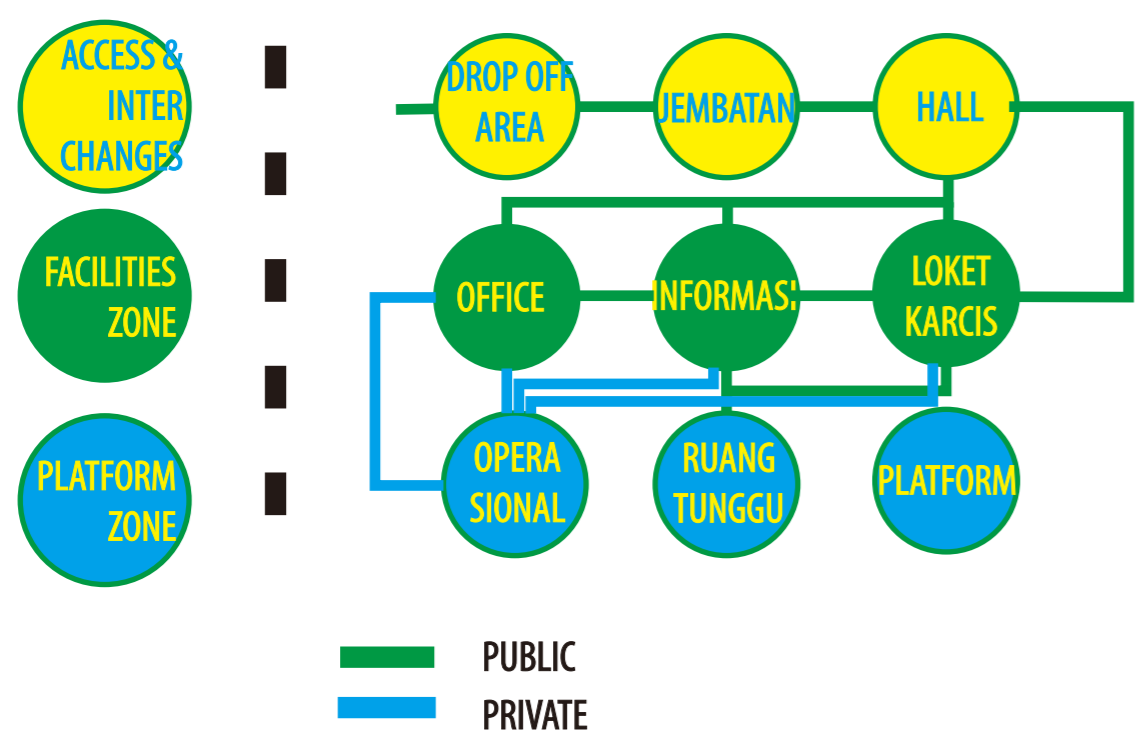 ACCESS &
INTER
CHANGES
DROP OFF
AREA
JEMBATAN
HALL
FACILITIES
ZONE
OFFICE
INFORMASI
LOKET
KARCIS
PLATFORM
ZONE
OPERA
SIONAL
RUANG
TUNGGU
PLATFORM
PUBLIC
PRIVATE